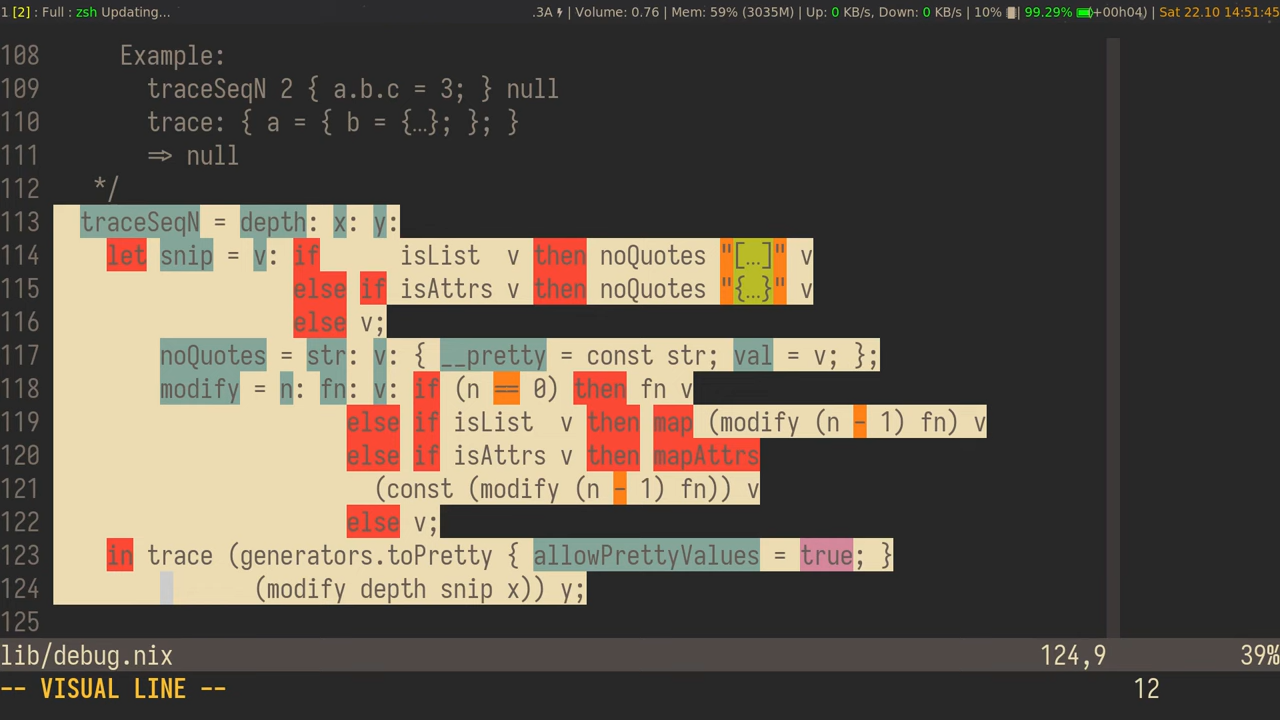 1 [2] : Full : zsh Updating... .3A | Volume: 0.76 | Mem: 59% (3035M) | Up: 0 KB/s, Down: 0 KB/s | 10% | 99.29% +00h04) | Sat 22.10 14:51:45
108 Example:
109 traceSeqN 2 { a.b.c = 3; } null
110 trace: { a = { b = {…}; }; }
111 => null
112 */
113 traceSeqN = depth: x: y:
114 let snip = v: if isList v then noQuotes "[…]" v
115 else if isAttrs v then noQuotes "{…}" v
116 else v;
117 noQuotes = str: v: { __pretty = const str; val = v; };
118 modify = n: fn: v: if (n == 0) then fn v
119 else if isList v then map (modify (n - 1) fn) v
120 else if isAttrs v then mapAttrs
121 (const (modify (n - 1) fn)) v
122 else v;
123 in trace (generators.toPretty { allowPrettyValues = true; }
124 (modify depth snip x)) y;
125
lib/debug.nix 124,9 39%
-- VISUAL LINE -- 12